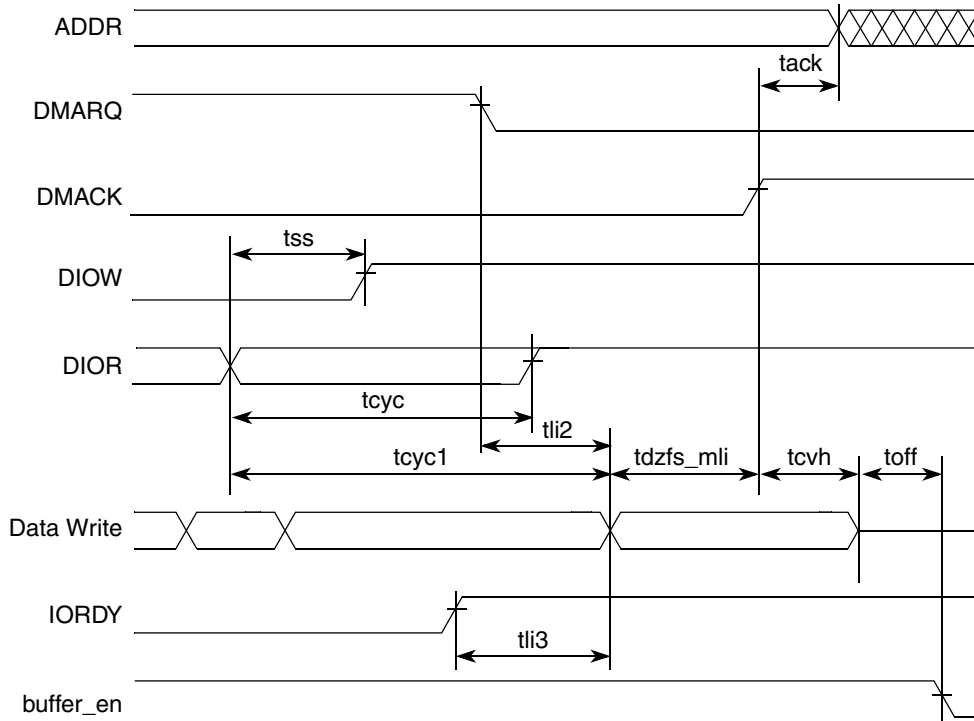 ADDR
tack
DMARQ
DMACK
tss
DIOW
DIOR
tcyc
tli2
tcyc1
tdzfs_mli
tcvh
toff
Data Write
IORDY
tli3
buffer_en